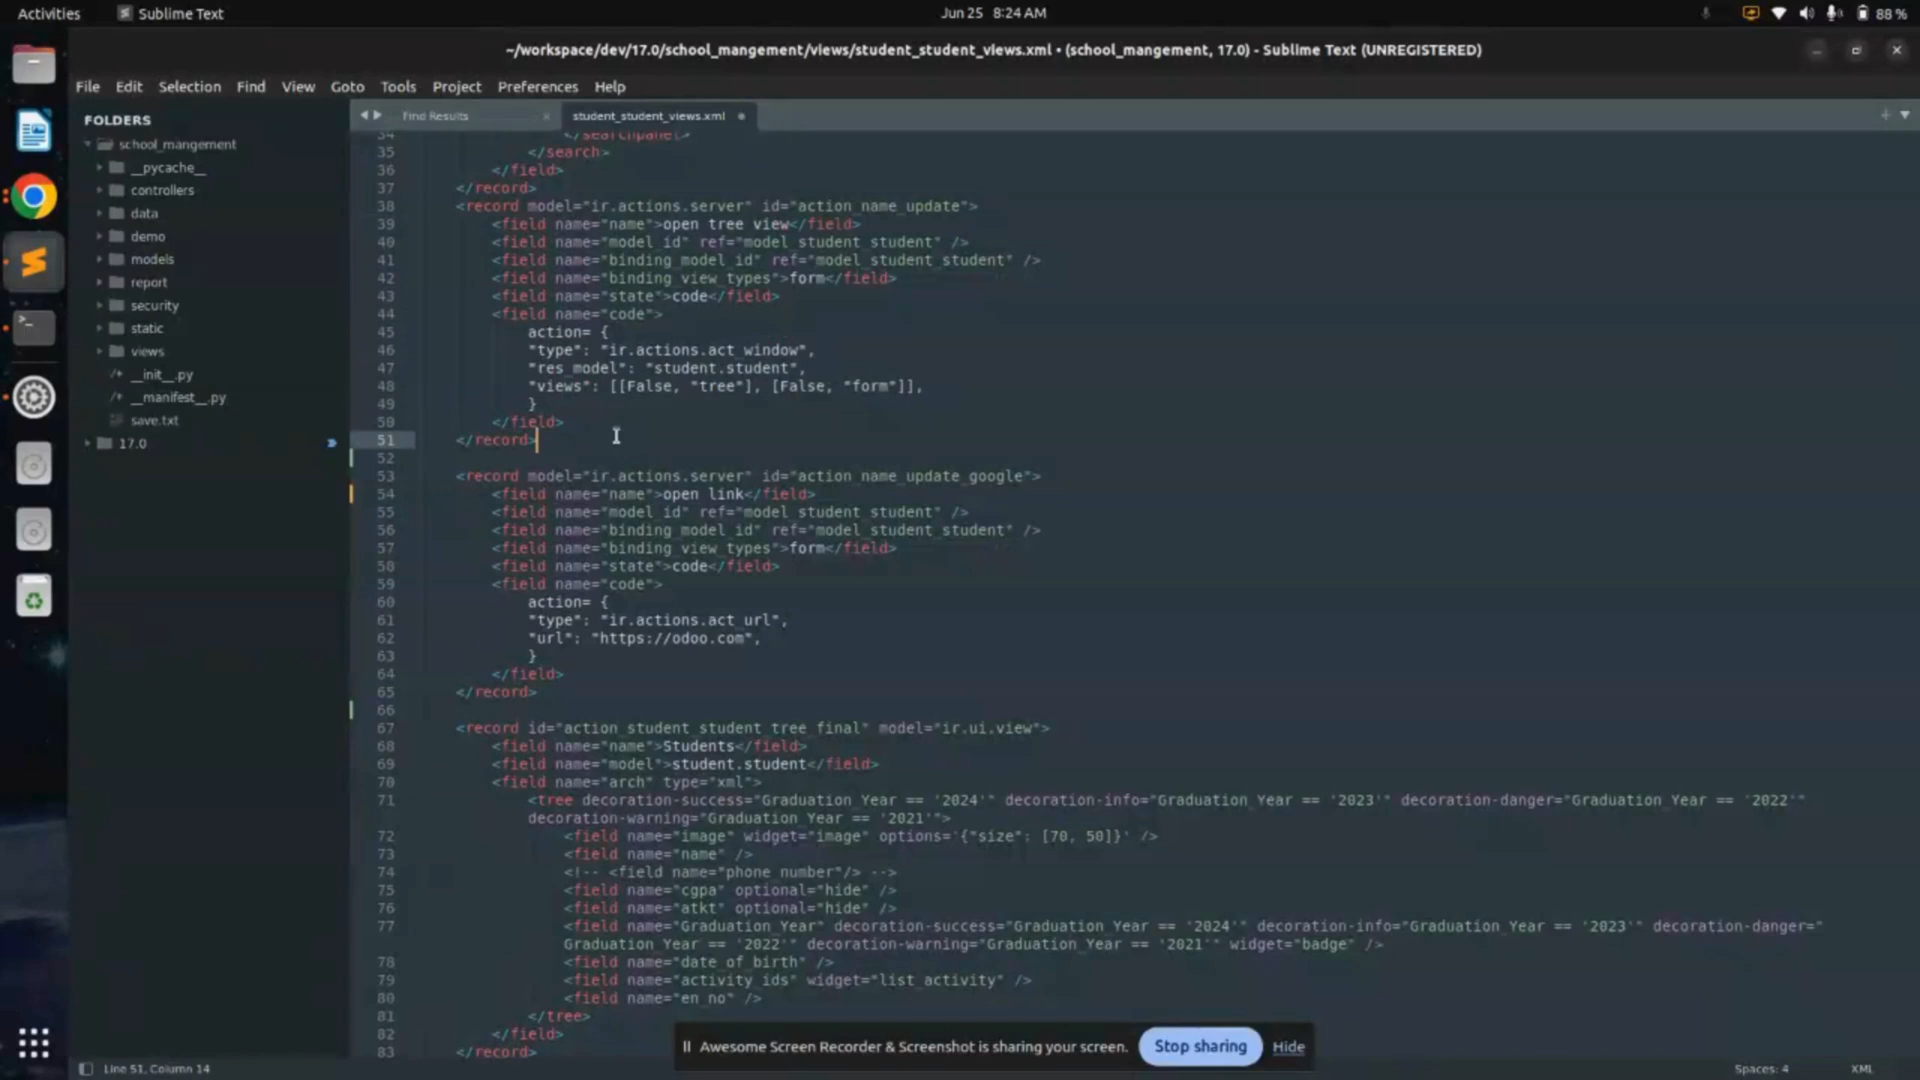 Activities
Sublime Text
Jun 25 8:24 AM
88 %
~/workspace/dev/17.0/school_mangement/views/student_student_views.xml • (school_mangement, 17.0) - Sublime Text (UNREGISTERED)
File Edit Selection Find View Goto Tools Project Preferences Help
FOLDERS
school_mangement
__pycache__
controllers
data
demo
models
report
security
static
views
__init__.py
__manifest__.py
save.txt
17.0
Find Results
student_student_views.xml
34 </searchpanel>
35 </search>
36 </field>
37 </record>
38 <record model="ir.actions.server" id="action_name_update">
39 <field name="name">open tree view</field>
40 <field name="model_id" ref="model_student_student" />
41 <field name="binding_model_id" ref="model_student_student" />
42 <field name="binding_view_types">form</field>
43 <field name="state">code</field>
44 <field name="code">
45 action= {
46 "type": "ir.actions.act_window",
47 "res_model": "student.student",
48 "views": [[False, "tree"], [False, "form"]],
49 }
50 </field>
51 </record>
52
53 <record model="ir.actions.server" id="action_name_update_google">
54 <field name="name">open link</field>
55 <field name="model_id" ref="model_student_student" />
56 <field name="binding_model_id" ref="model_student_student" />
57 <field name="binding_view_types">form</field>
58 <field name="state">code</field>
59 <field name="code">
60 action= {
61 "type": "ir.actions.act_url",
62 "url": "https://odoo.com",
63 }
64 </field>
65 </record>
66
67 <record id="action_student_student_tree_final" model="ir.ui.view">
68 <field name="name">Students</field>
69 <field name="model">student.student</field>
70 <field name="arch" type="xml">
71 <tree decoration-success="Graduation_Year == '2024'" decoration-info="Graduation_Year == '2023'" decoration-danger="Graduation_Year == '2022'"
decoration-warning="Graduation_Year == '2021'">
72 <field name="image" widget="image" options='{"size": [70, 50]}' />
73 <field name="name" />
74 <!-- <field name="phone_number"/> -->
75 <field name="cgpa" optional="hide" />
76 <field name="atkt" optional="hide" />
77 <field name="Graduation_Year" decoration-success="Graduation_Year == '2024'" decoration-info="Graduation_Year == '2023'" decoration-danger="
Graduation_Year == '2022'" decoration-warning="Graduation_Year == '2021'" widget="badge" />
78 <field name="date_of_birth" />
79 <field name="activity_ids" widget="list_activity" />
80 <field name="en_no" />
81 </tree>
82 </field>
83 </record>
Awesome Screen Recorder & Screenshot is sharing your screen.
Stop sharing
Hide
Line 51, Column 14
Spaces: 4
XML